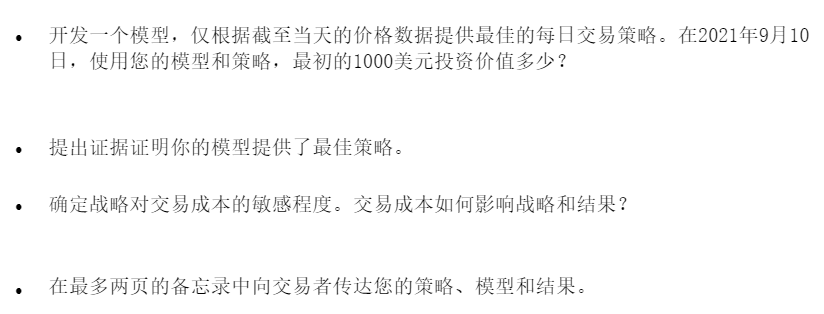 • 开发一个模型，仅根据截至当天的价格数据提供最佳的每日交易策略。在2021年9月10
日，使用您的模型和策略，最初的1000美元投资价值多少？
• 提出证据证明你的模型提供了最佳策略。
• 确定战略对交易成本的敏感程度。交易成本如何影响战略和结果？
• 在最多两页的备忘录中向交易者传达您的策略、模型和结果。